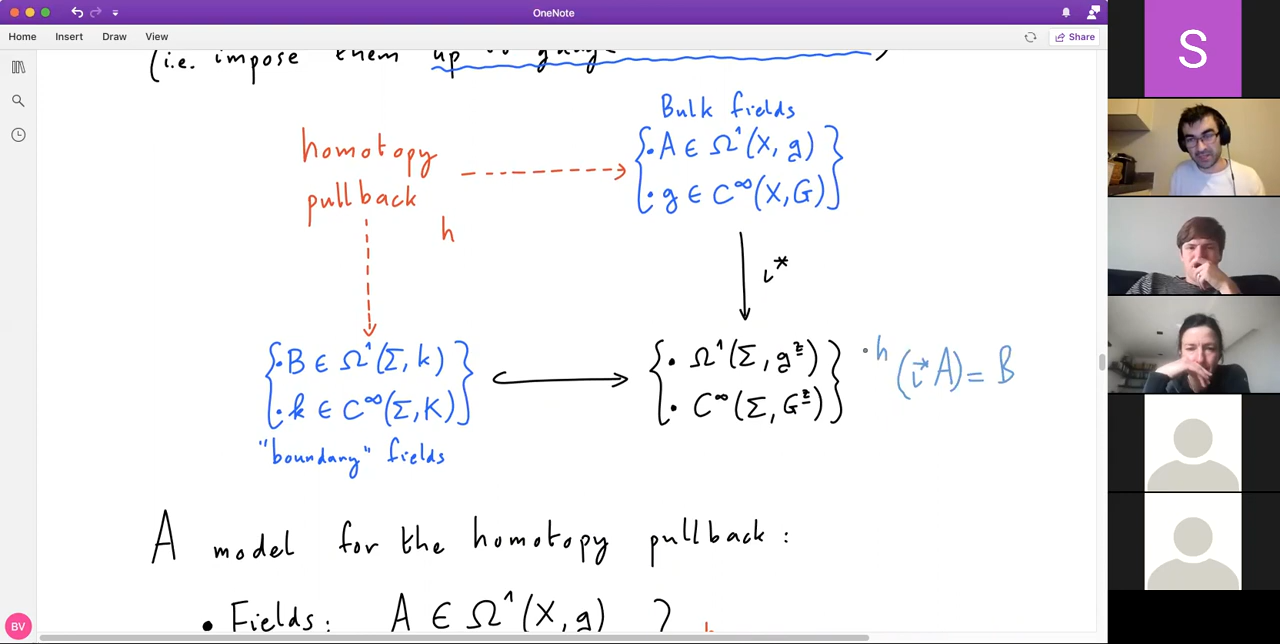 OneNote
Home Insert Draw View
Share
(i.e. impose them up to gauge )
Bulk fields
homotopy
pullback
h
{· A ∈ Ω¹(X, g)
· g ∈ C^∞(X, G)}
i*
{· B ∈ Ω¹(Σ, k)
· k ∈ C^∞(Σ, K)}
"boundary" fields
{· Ω¹(Σ, g^z)
· C^∞(Σ, G^z)}
ʰ(i*A) = B
A model for the homotopy pullback :
• Fields : A ∈ Ω¹(X, g)
S
BV